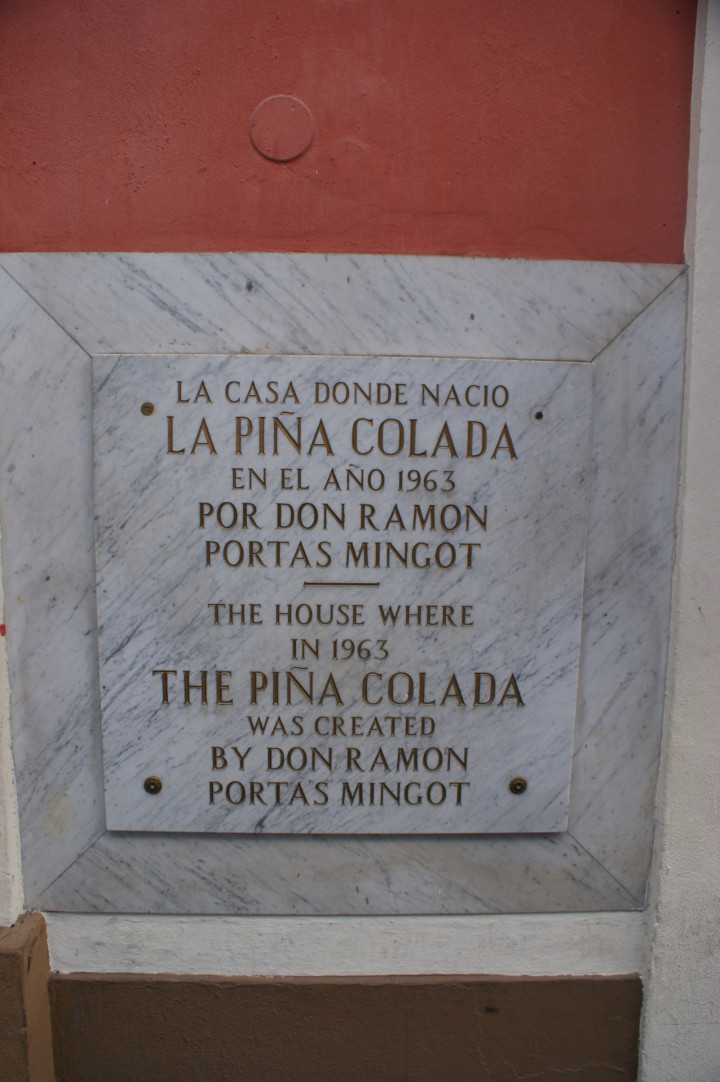 LA CASA DONDE NACIO
LA PIÑA COLADA
EN EL AÑO 1963
POR DON RAMON
PORTAS MINGOT
THE HOUSE WHERE
IN 1963
THE PIÑA COLADA
WAS CREATED
BY DON RAMON
PORTAS MINGOT